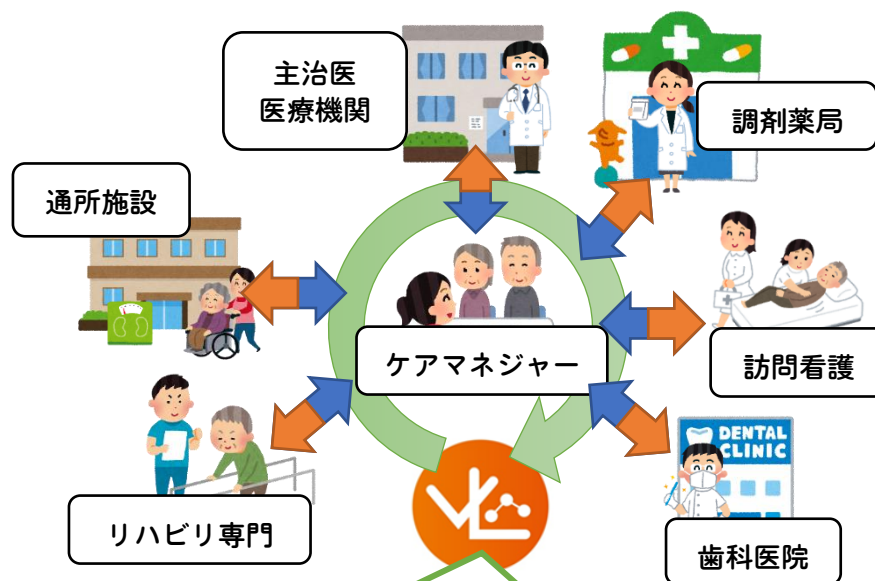 主治医
医療機関
調剤薬局
通所施設
ケアマネジャー
訪問看護
DENTAL
CLINIC
リハビリ専門
歯科医院